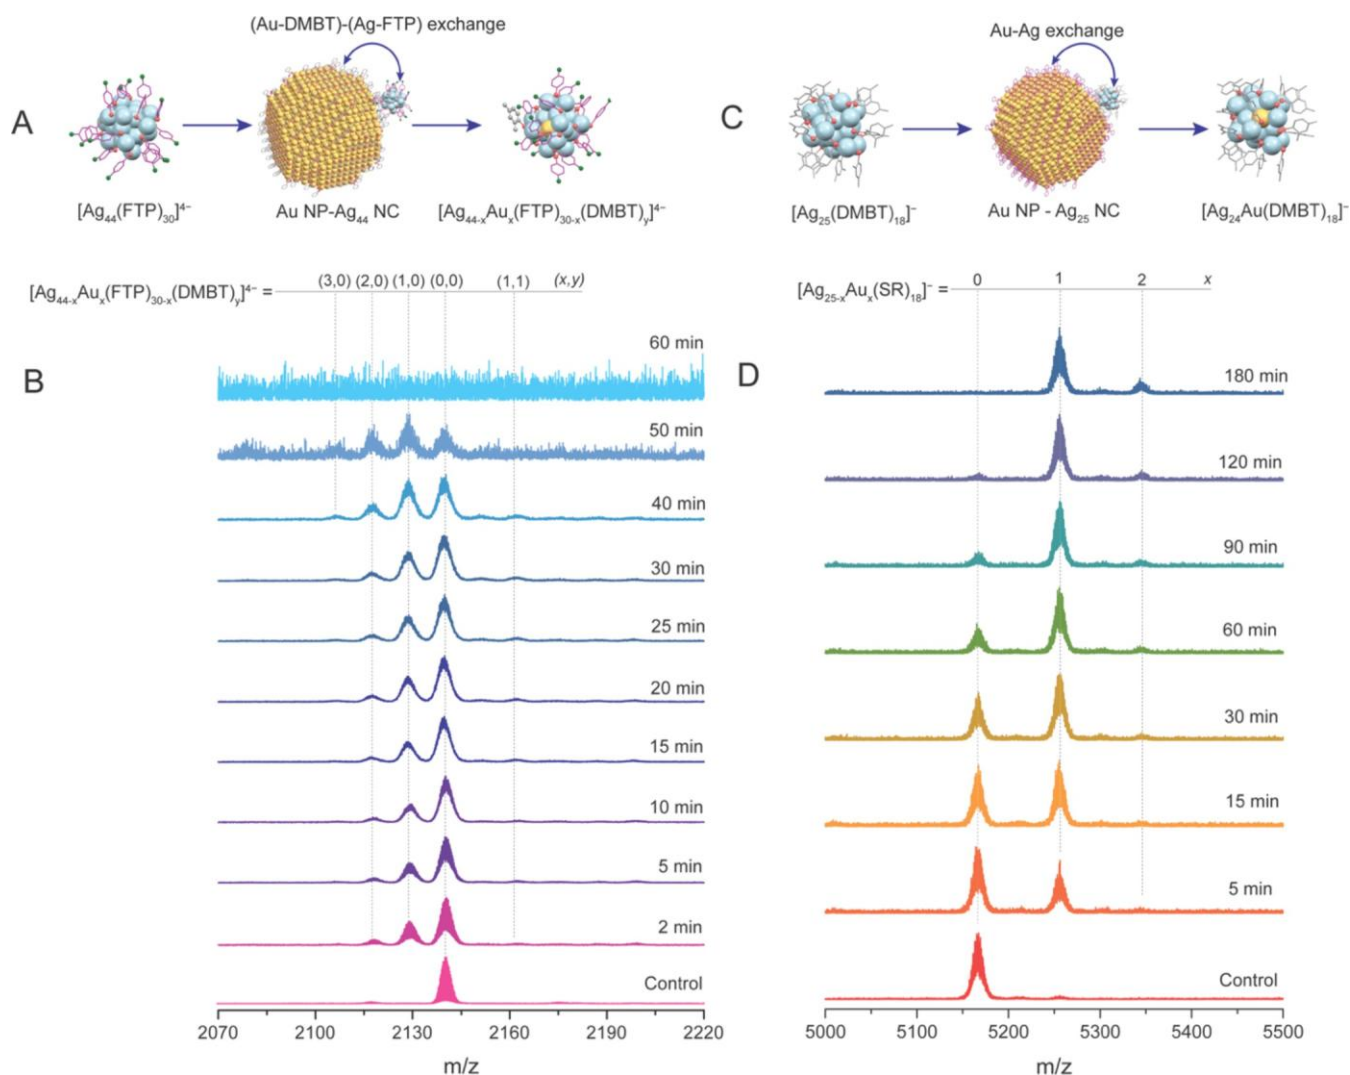 (Au-DMBT)-(Ag-FTP) exchange
A
[Ag₄₄(FTP)₃₀]⁴⁻
Au NP-Ag₄₄ NC
[Ag₄₄₋ₓAuₓ(FTP)₃₀₋ₓ(DMBT)ᵧ]⁴⁻
[Ag₄₄₋ₓAuₓ(FTP)₃₀₋ₓ(DMBT)ᵧ]⁴⁻ =
(3,0) (2,0) (1,0) (0,0) (1,1) (x,y)
B
60 min
50 min
40 min
30 min
25 min
20 min
15 min
10 min
5 min
2 min
Control
2070 2100 2130 2160 2190 2220
m/z
Au-Ag exchange
C
[Ag₂₅(DMBT)₁₈]⁻
Au NP - Ag₂₅ NC
[Ag₂₄Au(DMBT)₁₈]⁻
[Ag₂₅₋ₓAuₓ(SR)₁₈]⁻ =
0 1 2 x
D
180 min
120 min
90 min
60 min
30 min
15 min
5 min
Control
5000 5100 5200 5300 5400 5500
m/z